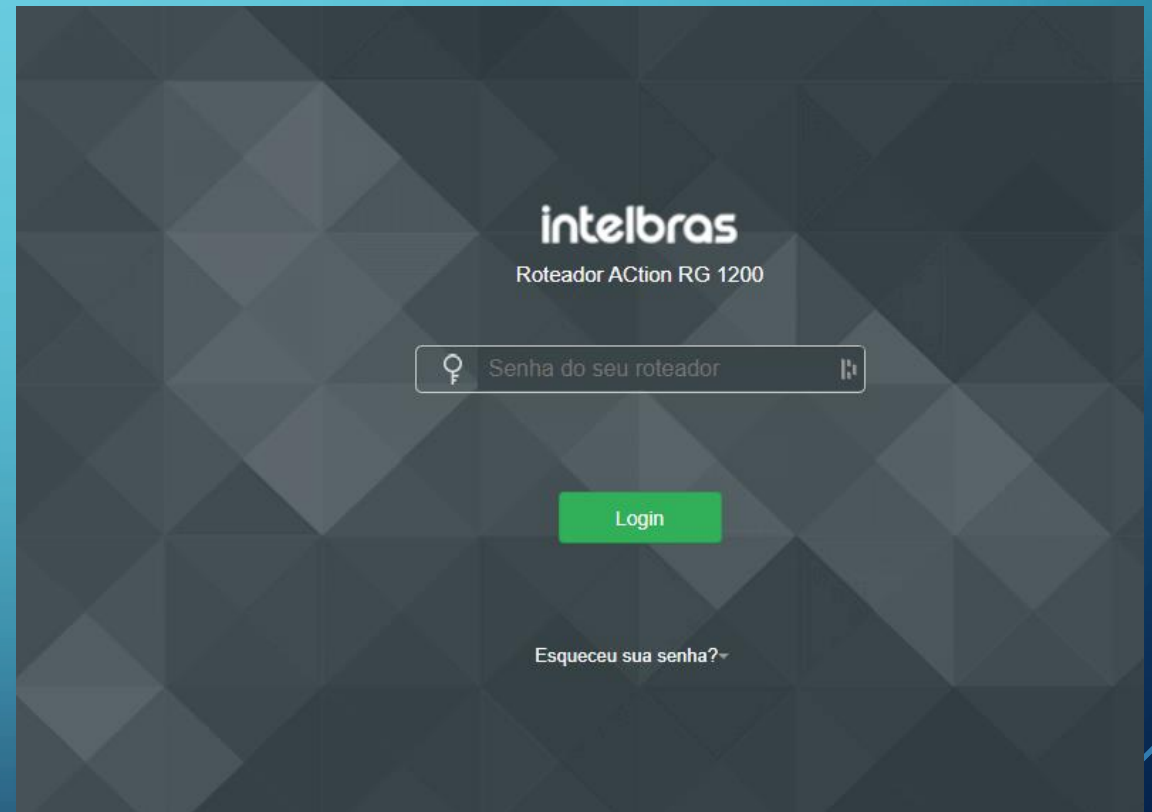 intelbras
Roteador ACtion RG 1200
Senha do seu roteador
Login
Esqueceu sua senha?